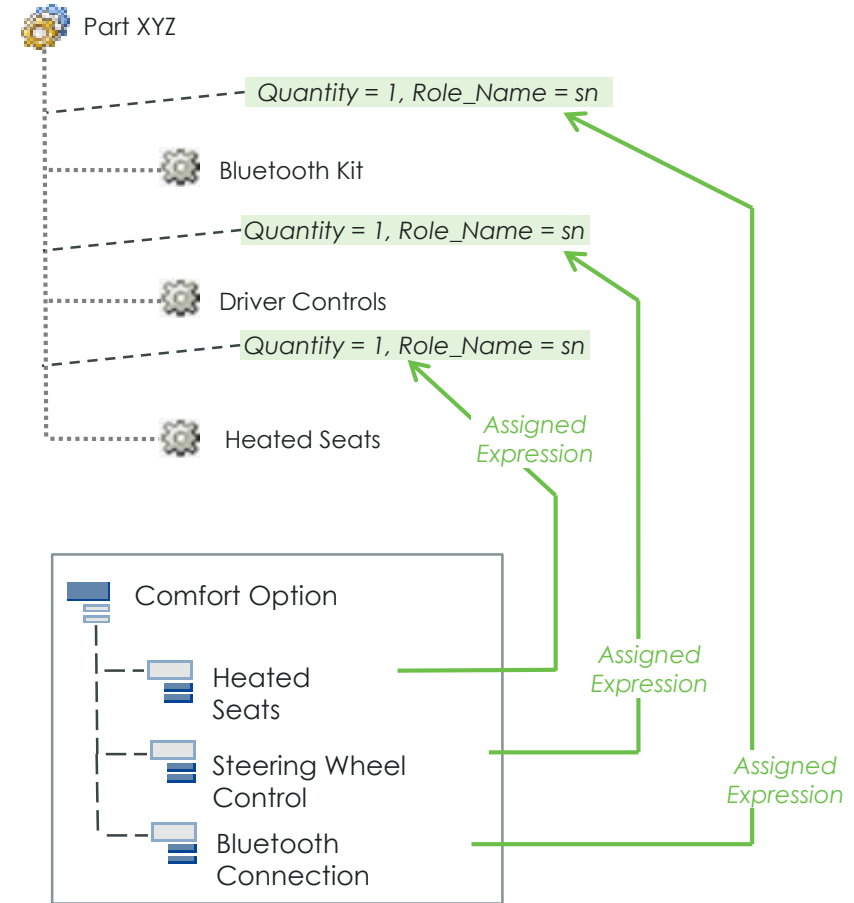 Part XYZ
Quantity = 1, Role_Name = sn
Bluetooth Kit
Quantity = 1, Role_Name = sn
Driver Controls
Quantity = 1, Role_Name = sn
Heated Seats
Assigned
Expression
Comfort Option
Heated
Seats
Assigned
Expression
Steering Wheel
Control
Assigned
Expression
Bluetooth
Connection